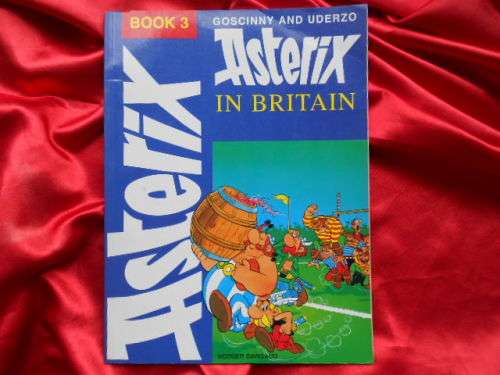 BOOK 3
GOSCINNY AND UDERZO
Asterix
IN BRITAIN
Asterix
HODDER DARGAUD